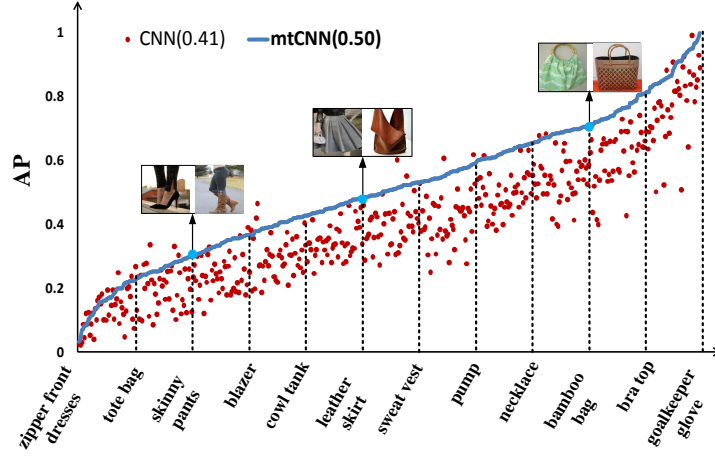 CNN(0.41)
mtCNN(0.50)
AP
1
0.8
0.6
0.4
0.2
0
zipper front
dresses
tote bag
skinny
pants
blazer
cowl tank
leather
skirt
sweat vest
pump
necklace
bamboo
bag
bra top
goalkeeper
glove